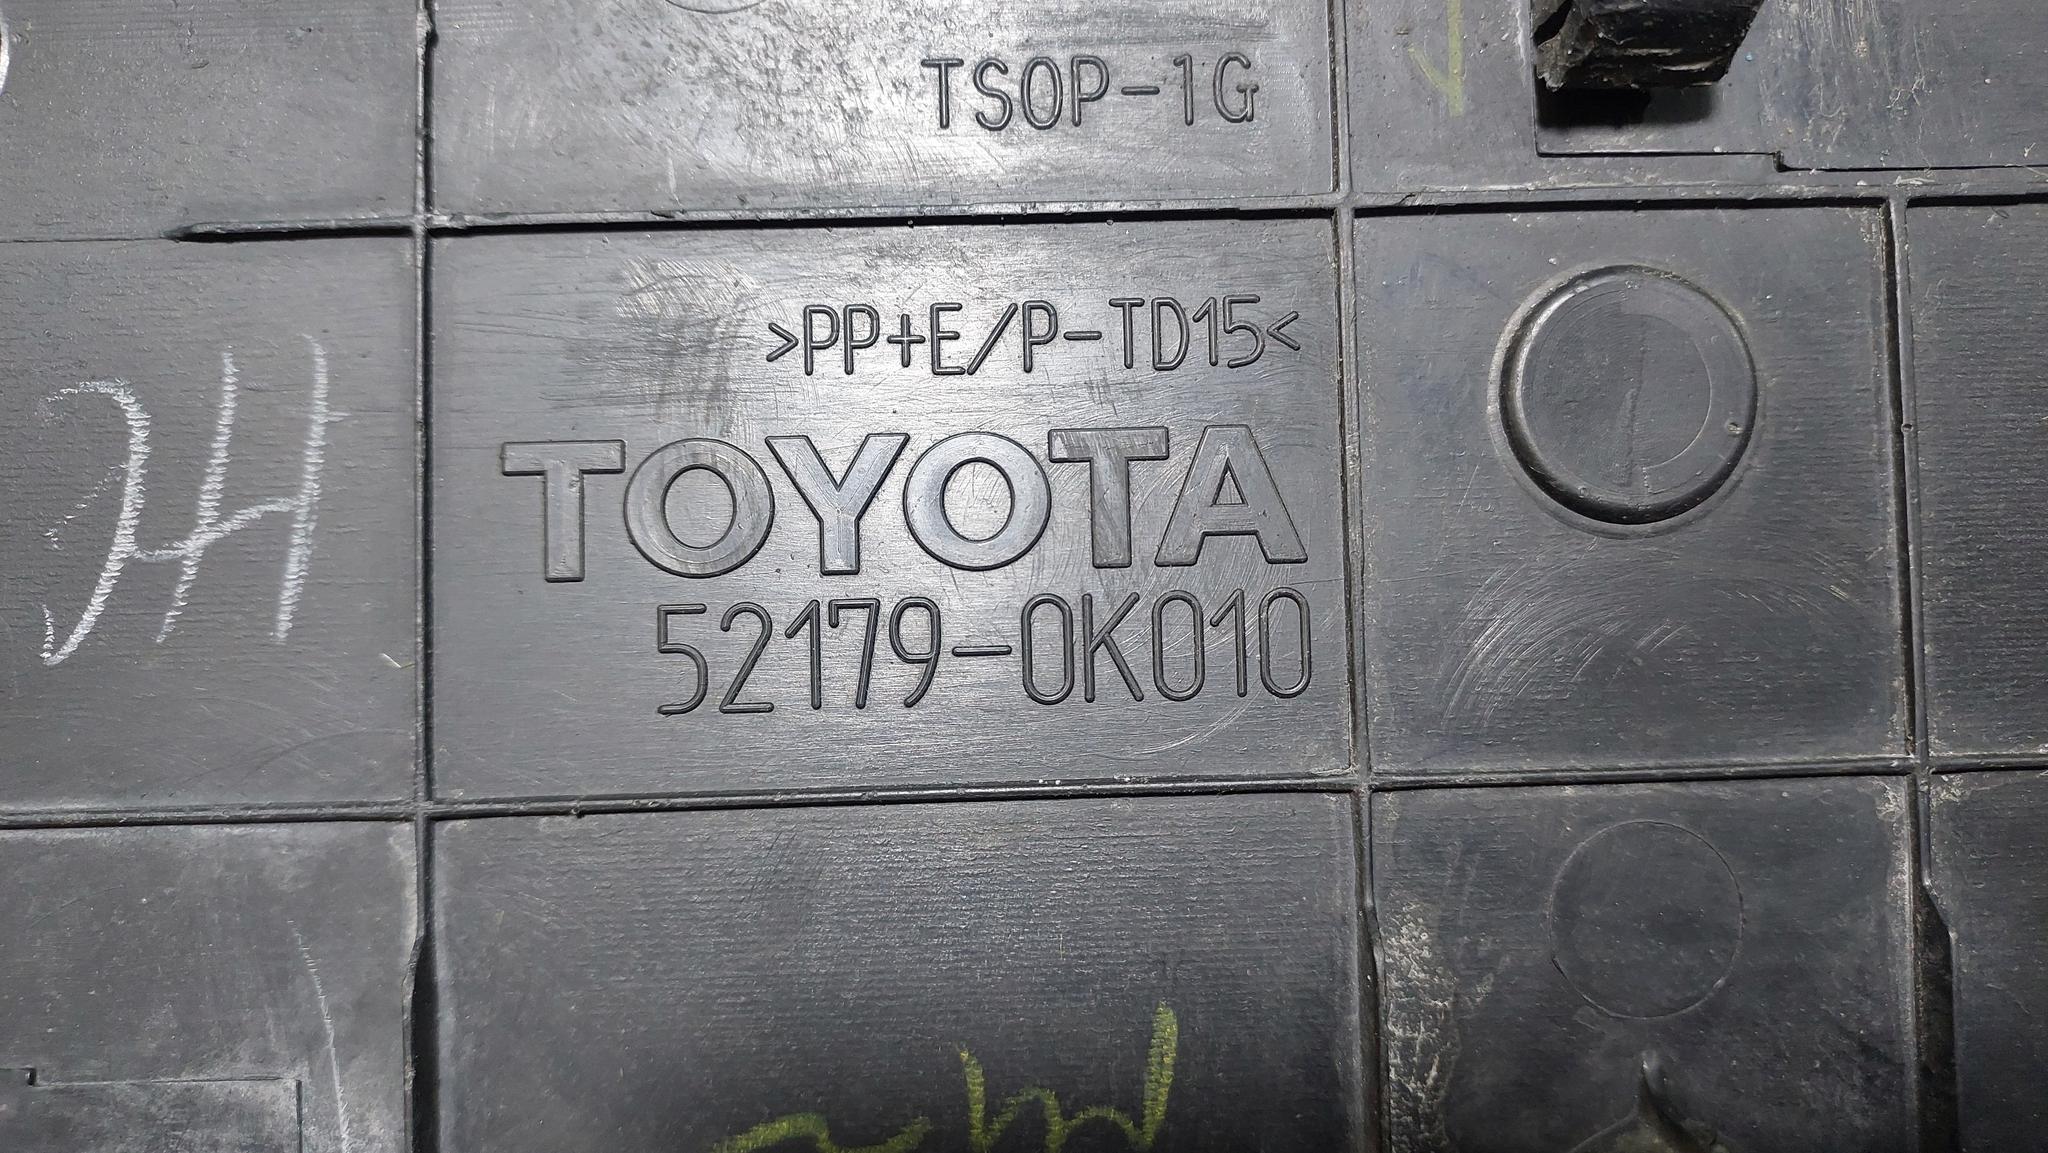 TSOP-1G
>PP+E/P-TD15<
TOYOTA
52179-0K010